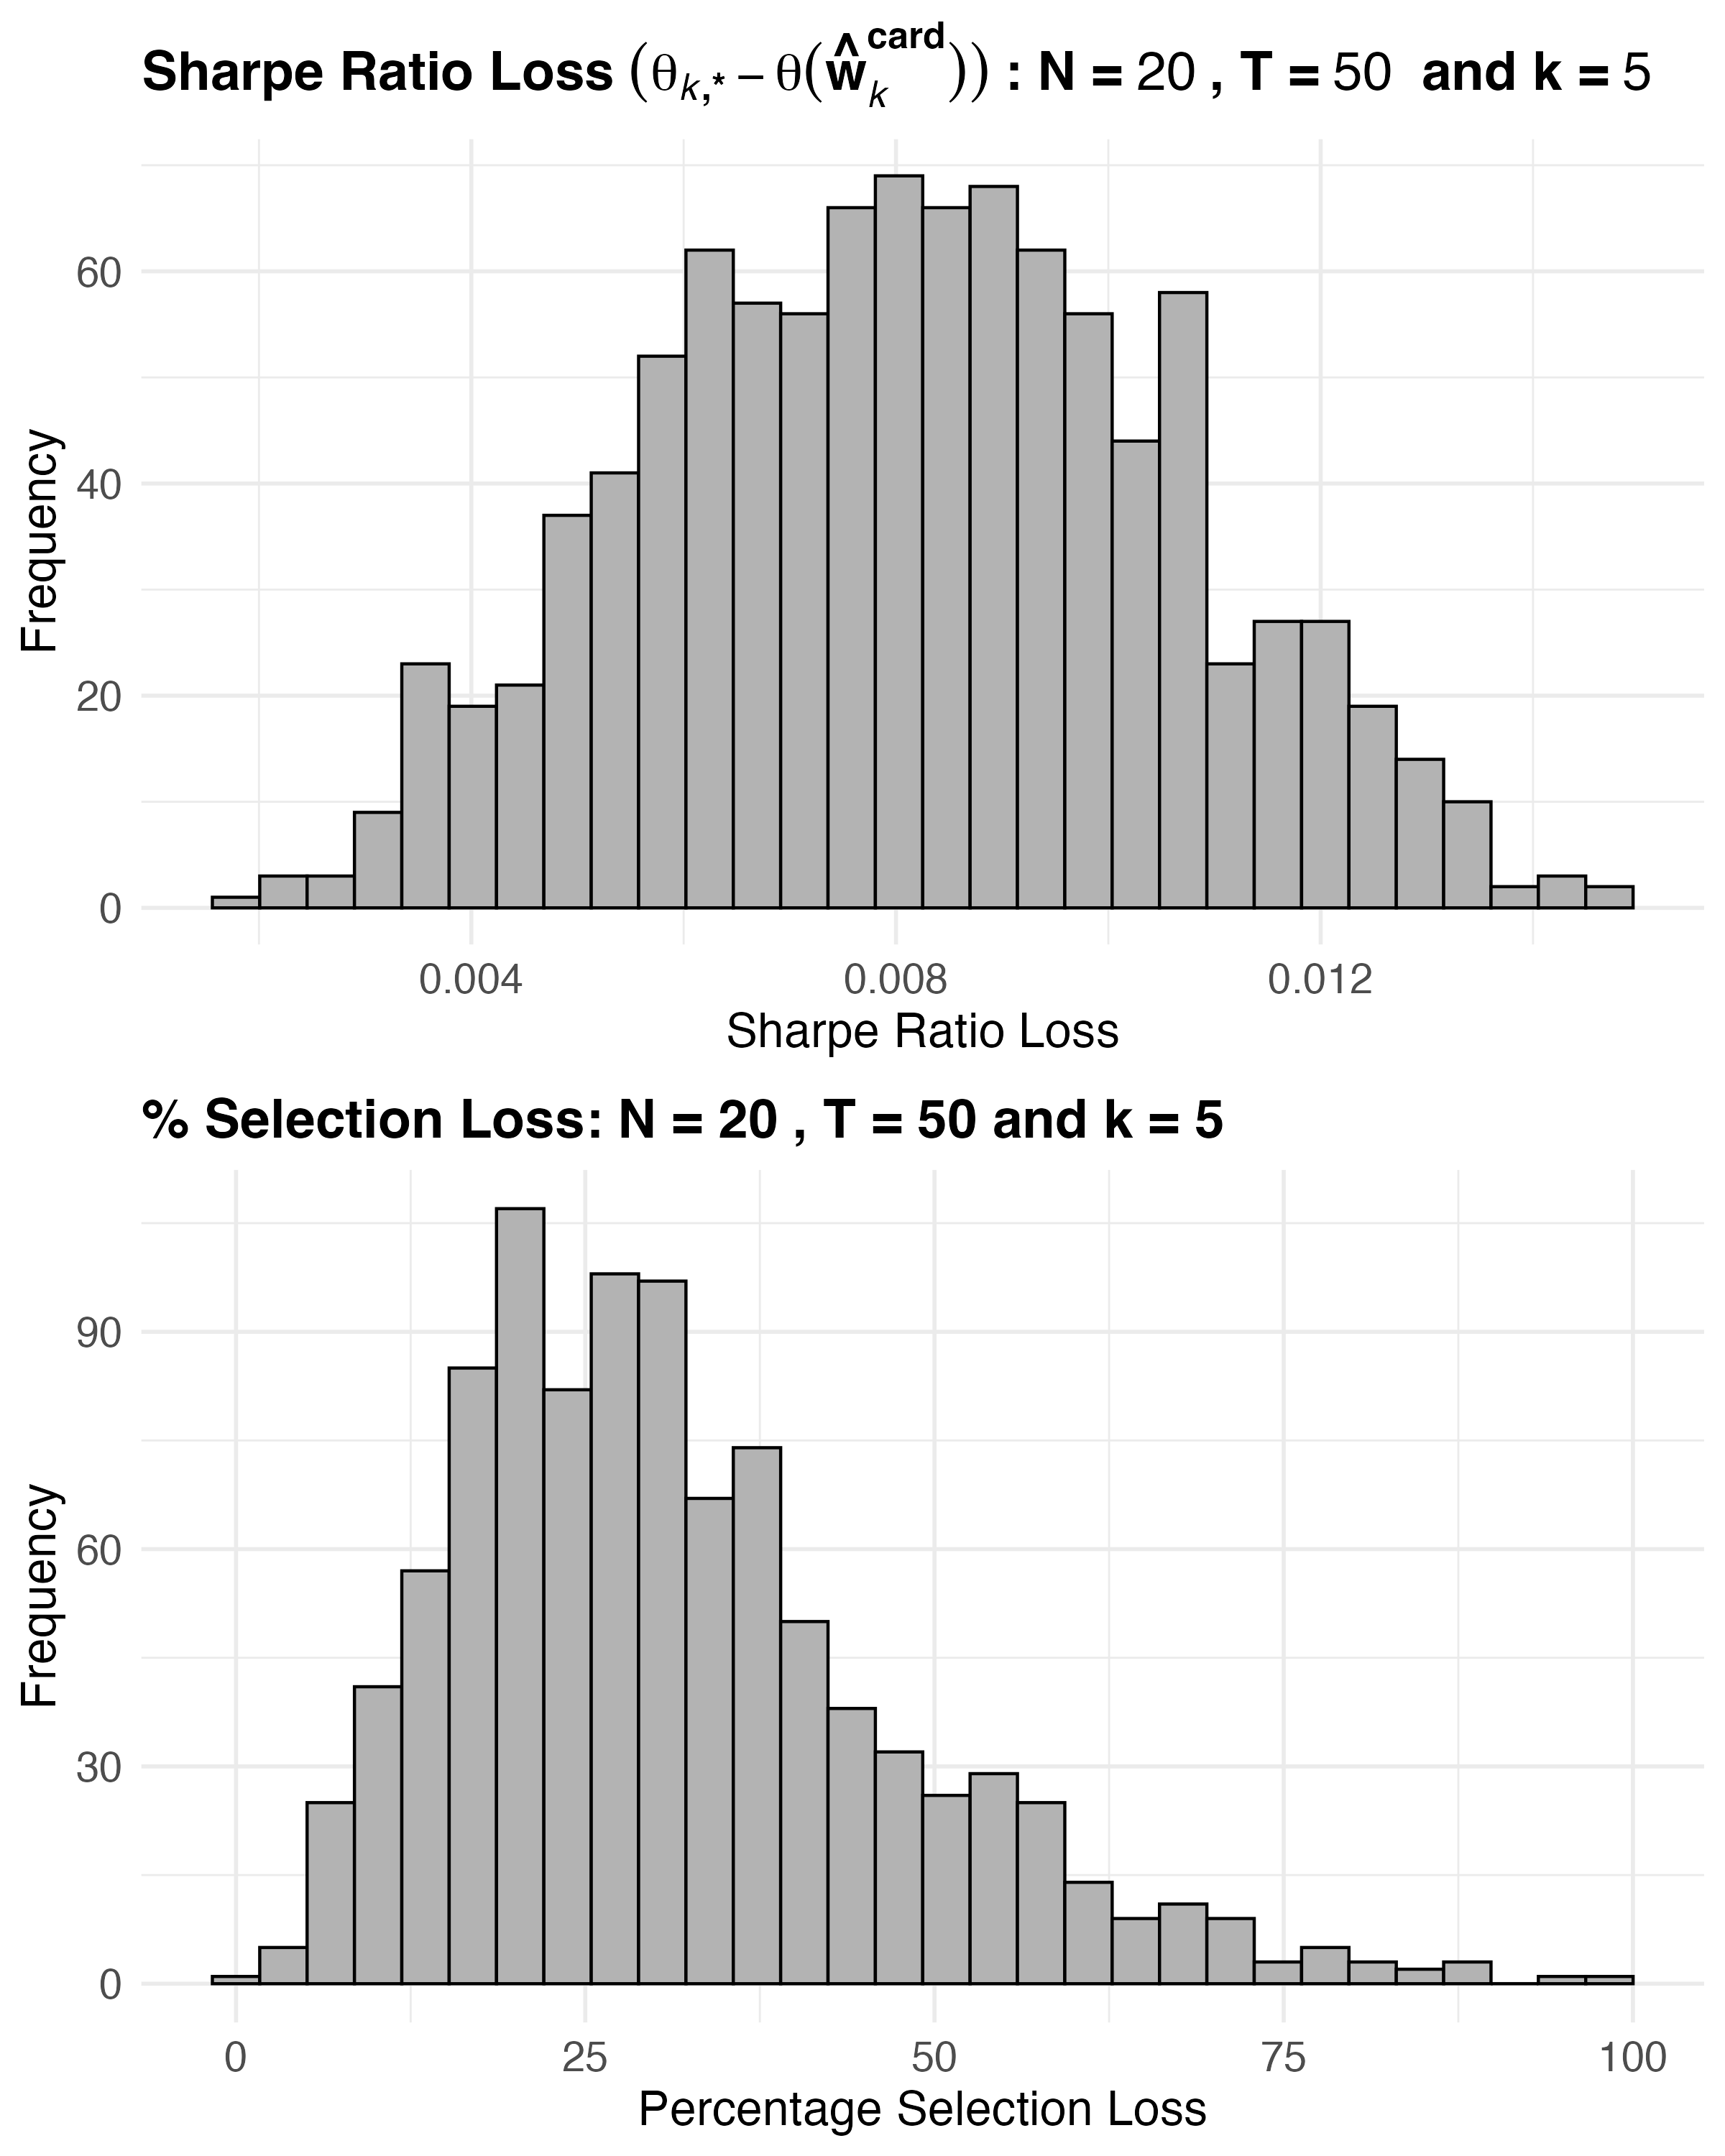 Sharpe Ratio Loss (θk,* − θ(ŵk^card)) : N = 20 , T = 50 and k = 5
60
40
20
0
Frequency
0.004 0.008 0.012
Sharpe Ratio Loss
% Selection Loss: N = 20 , T = 50 and k = 5
90
60
30
0
Frequency
0 25 50 75 100
Percentage Selection Loss